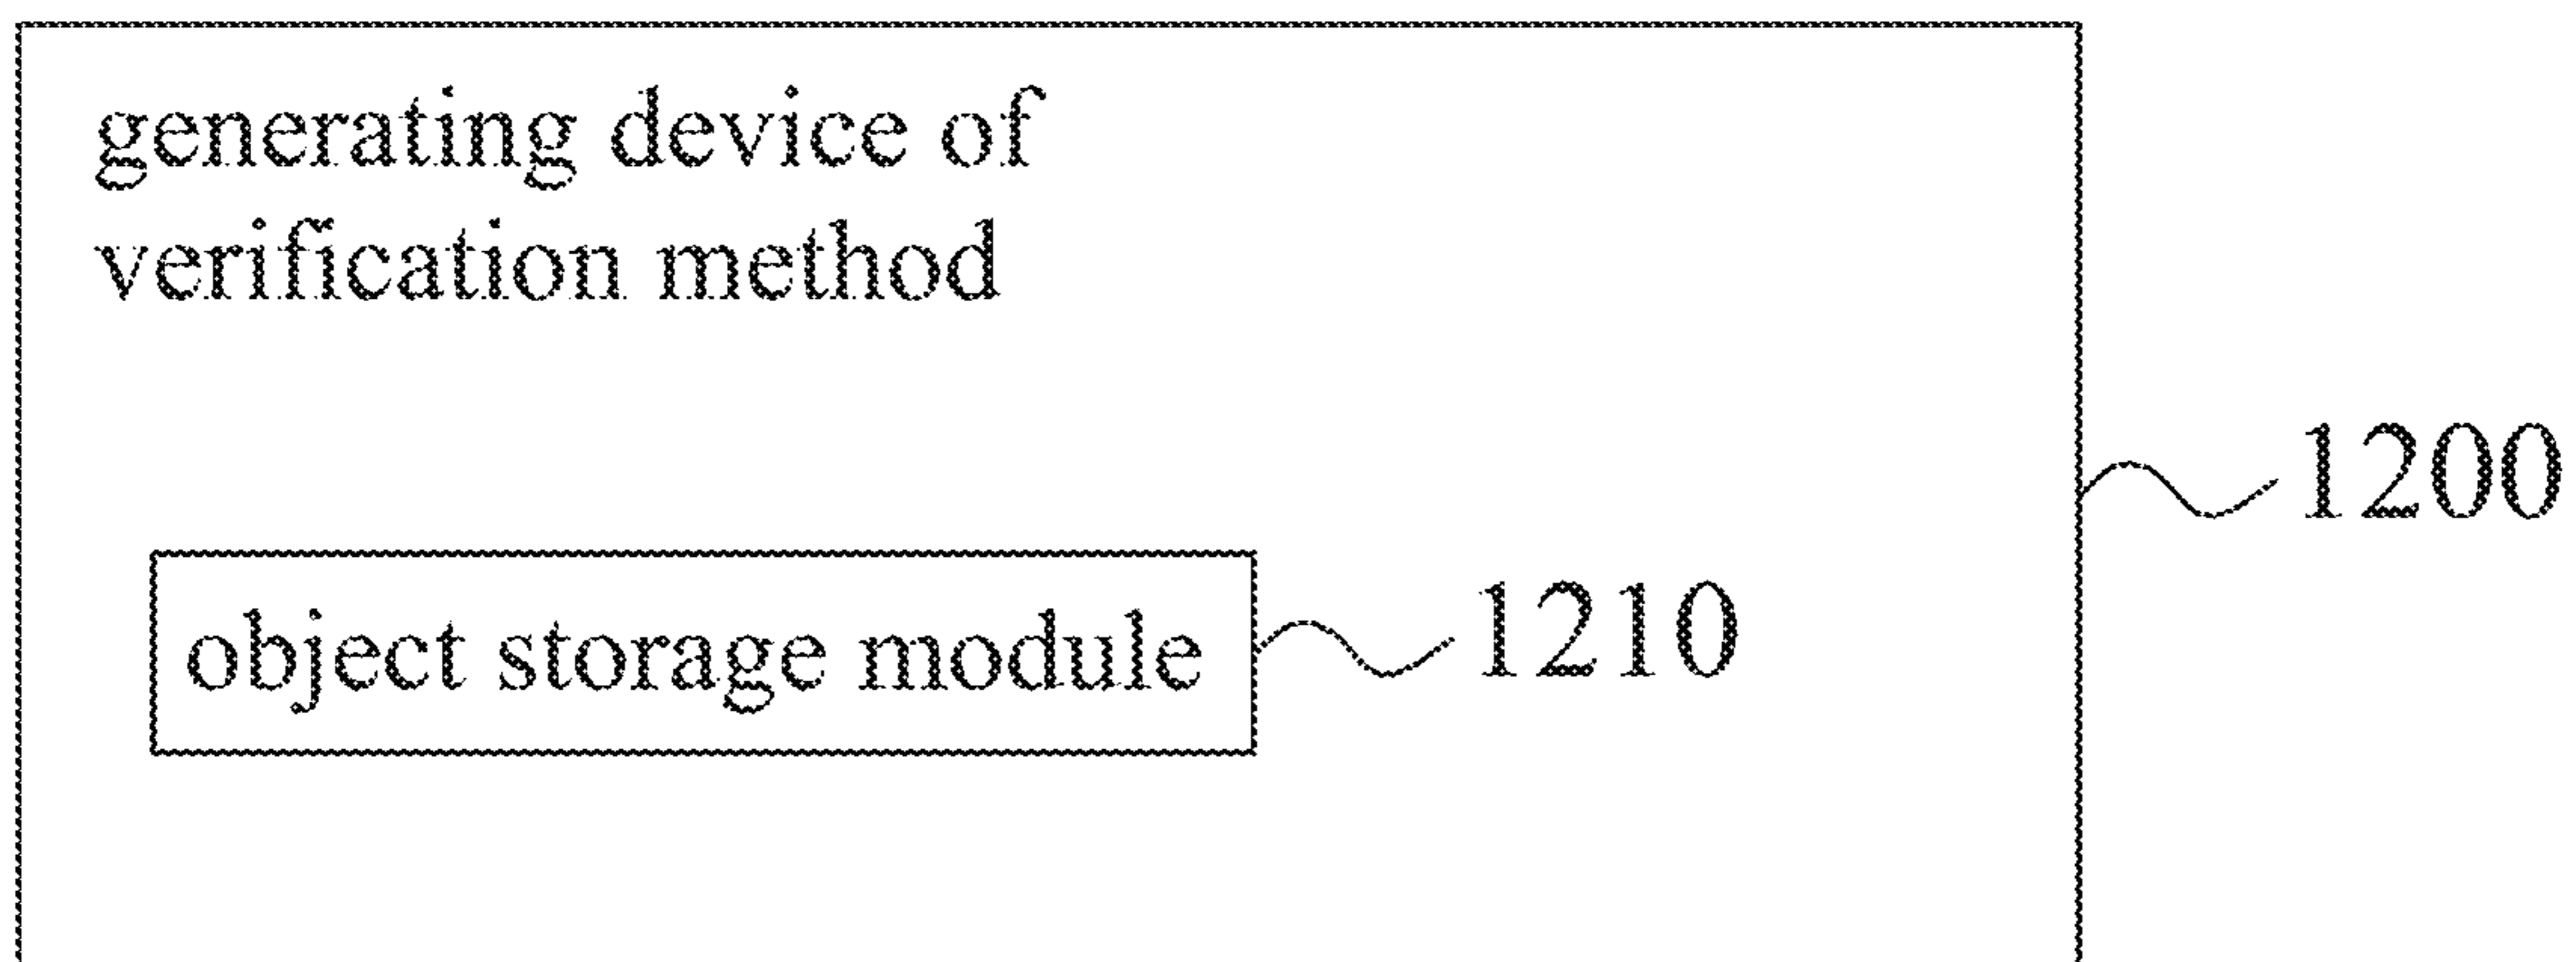 generating device of
verification method
1200
object storage module
1210